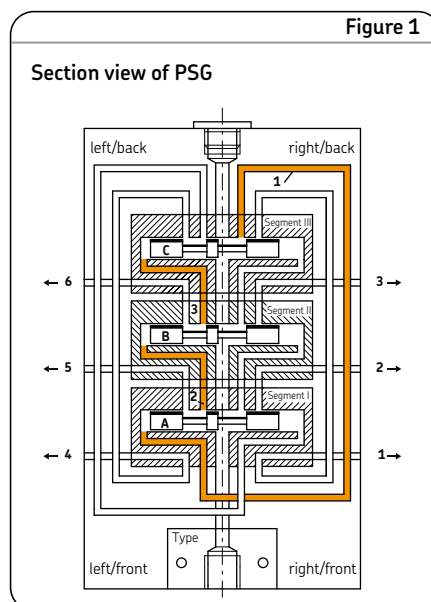 Figure 1
Section view of PSG
left/back
right/back
1
Segment III
C
6
3
3
Segment II
B
5
2
2
Segment I
A
4
1
Type
left/front
right/front